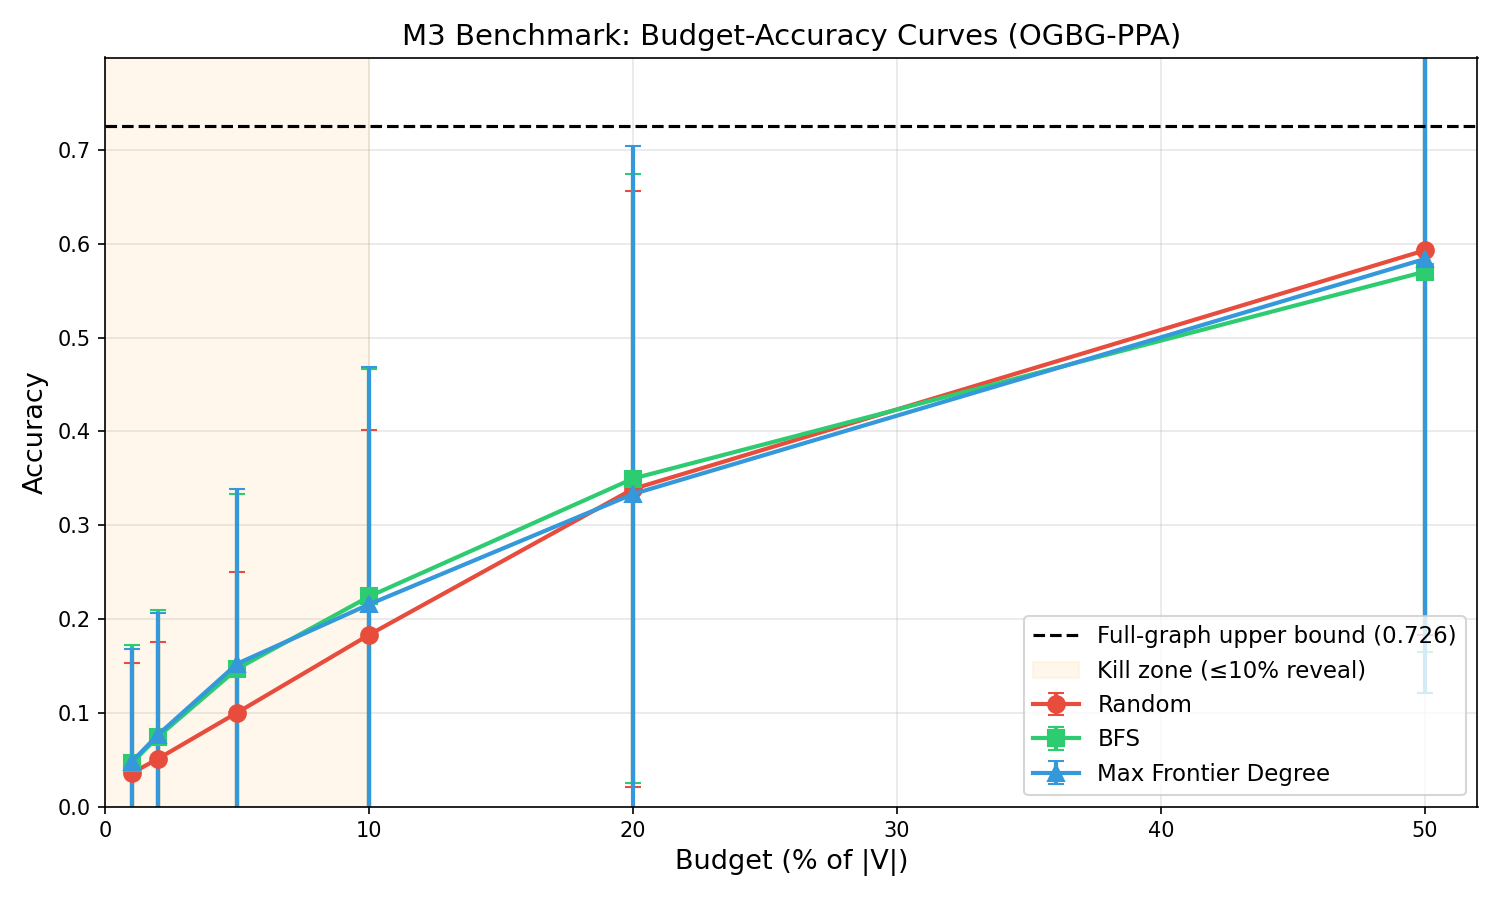 M3 Benchmark: Budget-Accuracy Curves (OGBG-PPA)
Accuracy
0.7
0.6
0.5
0.4
0.3
0.2
0.1
0.0
Full-graph upper bound (0.726)
Kill zone (≤10% reveal)
Random
BFS
Max Frontier Degree
0 10 20 30 40 50
Budget (% of |V|)